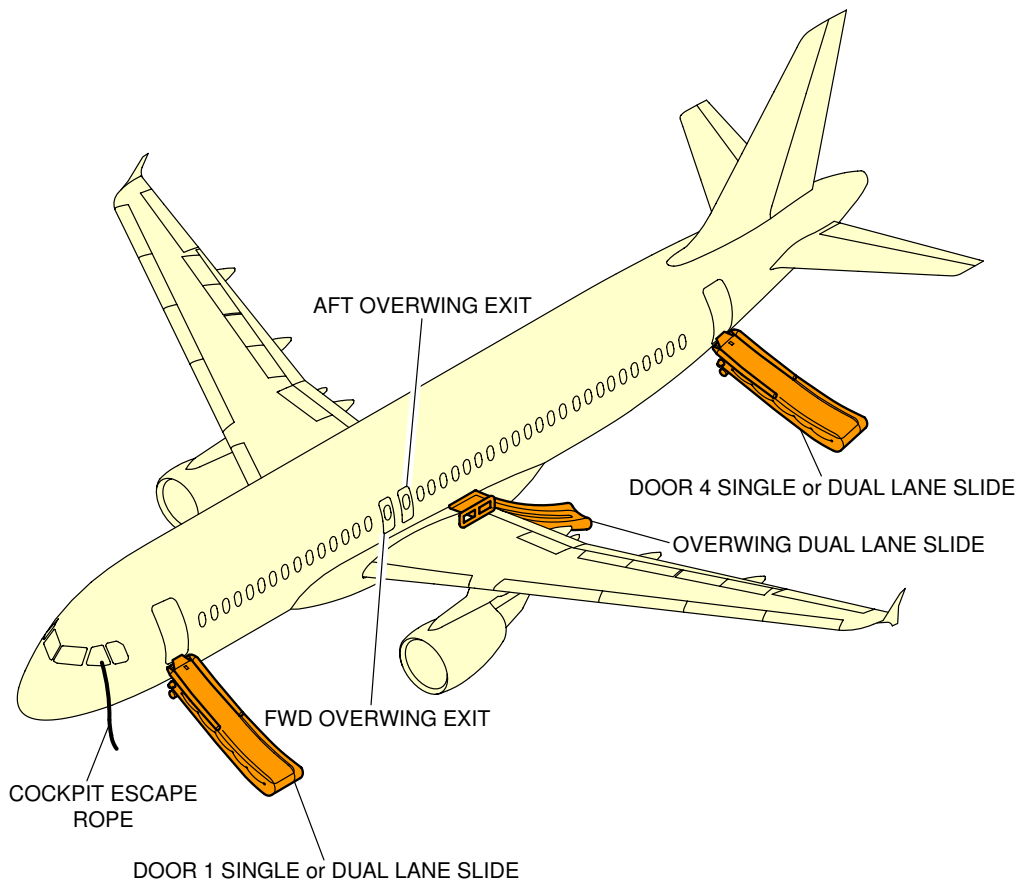 AFT OVERWING EXIT
DOOR 4 SINGLE or DUAL LANE SLIDE
OVERWING DUAL LANE SLIDE
FWD OVERWING EXIT
COCKPIT ESCAPE
ROPE
DOOR 1 SINGLE or DUAL LANE SLIDE